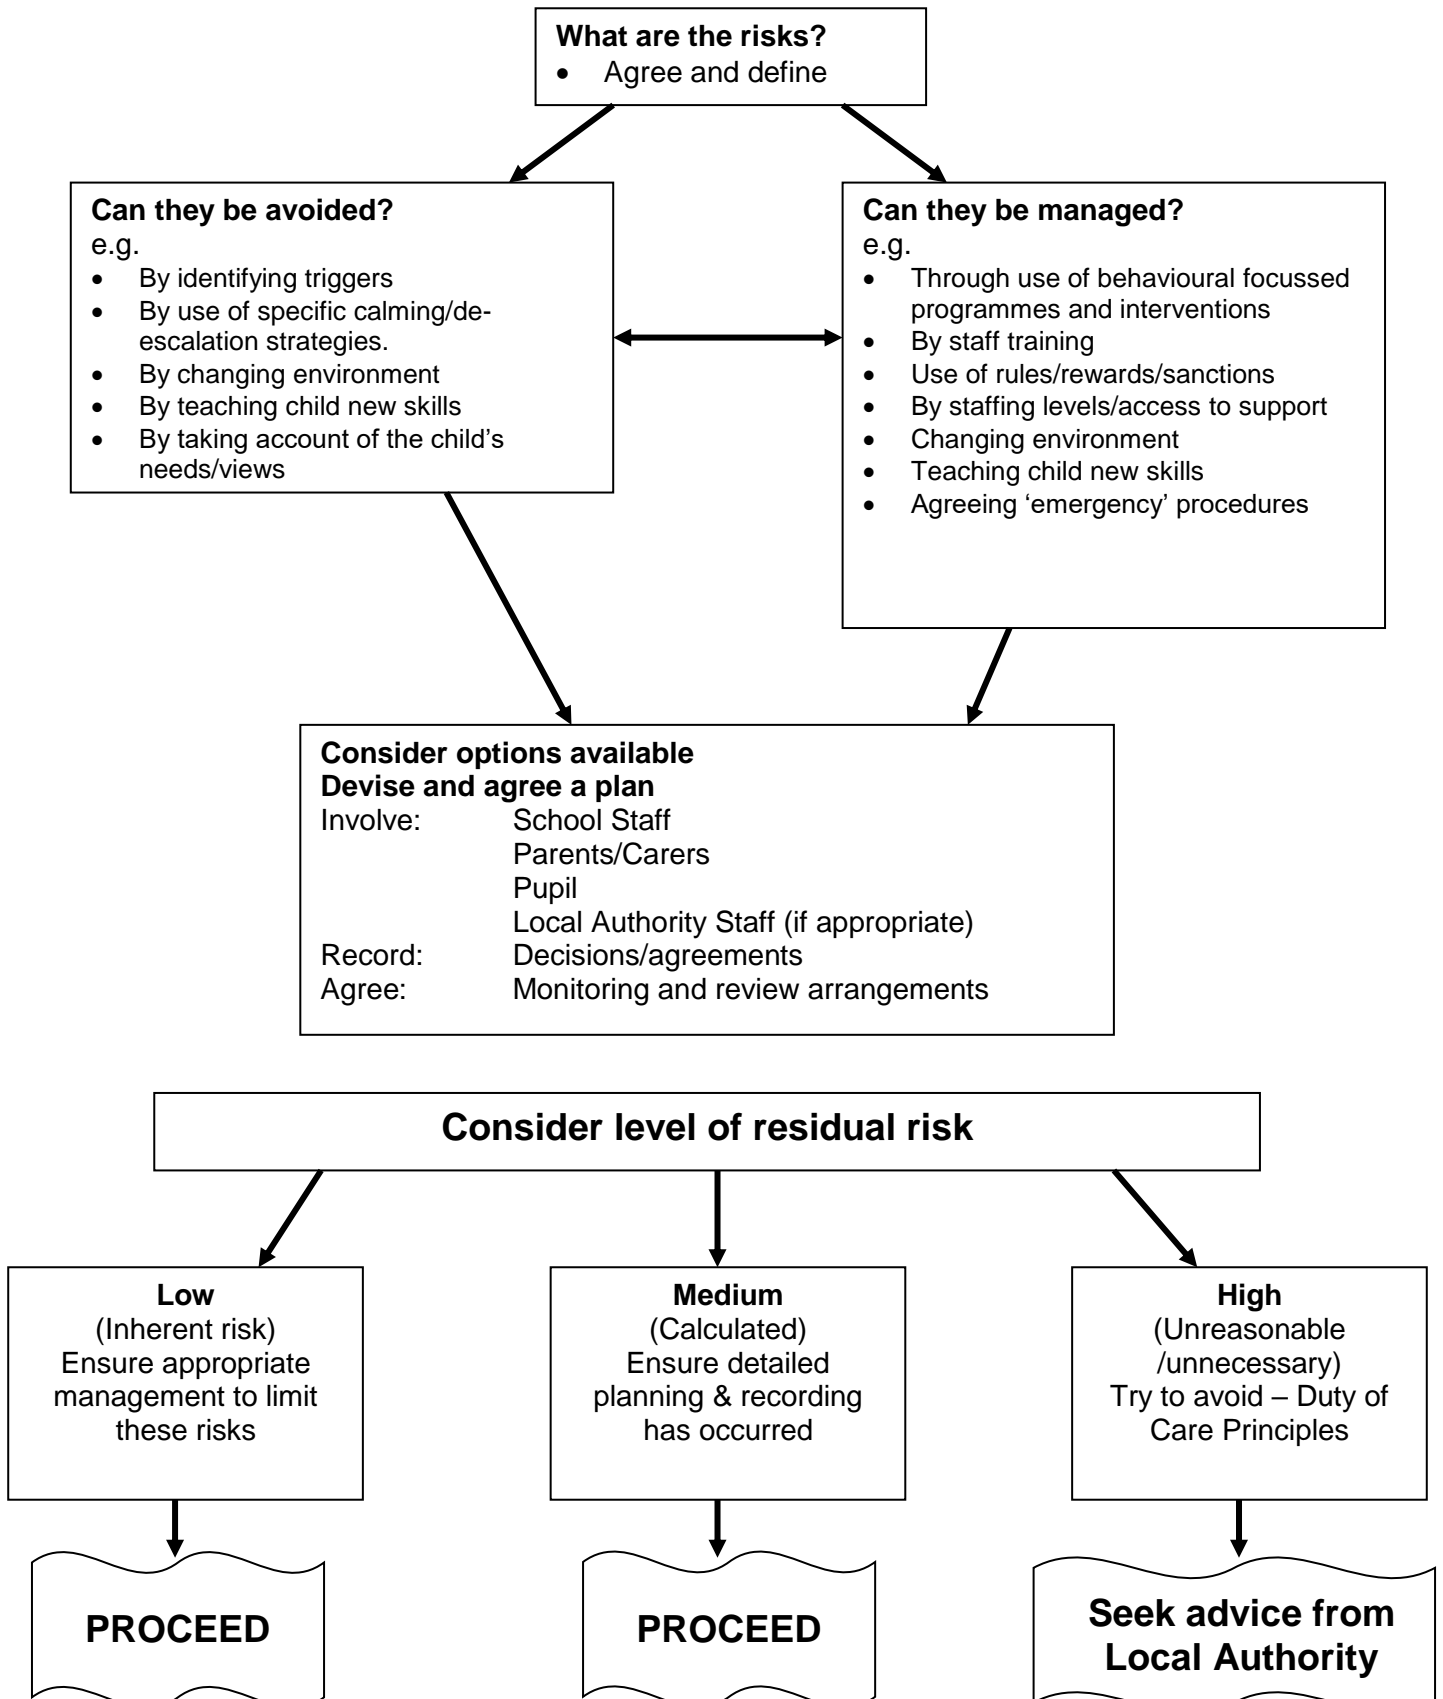 What are the risks?
• Agree and define
Can they be avoided?
e.g.
• By identifying triggers
• By use of specific calming/de-
escalation strategies.
• By changing environment
• By teaching child new skills
• By taking account of the child’s
needs/views
Can they be managed?
e.g.
• Through use of behavioural focussed
programmes and interventions
• By staff training
• Use of rules/rewards/sanctions
• By staffing levels/access to support
• Changing environment
• Teaching child new skills
• Agreeing ‘emergency’ procedures
Consider options available
Devise and agree a plan
Involve: School Staff
Parents/Carers
Pupil
Local Authority Staff (if appropriate)
Record: Decisions/agreements
Agree: Monitoring and review arrangements
Consider level of residual risk
Low
(Inherent risk)
Ensure appropriate
management to limit
these risks
Medium
(Calculated)
Ensure detailed
planning & recording
has occurred
High
(Unreasonable
/unnecessary)
Try to avoid – Duty of
Care Principles
PROCEED
PROCEED
Seek advice from
Local Authority